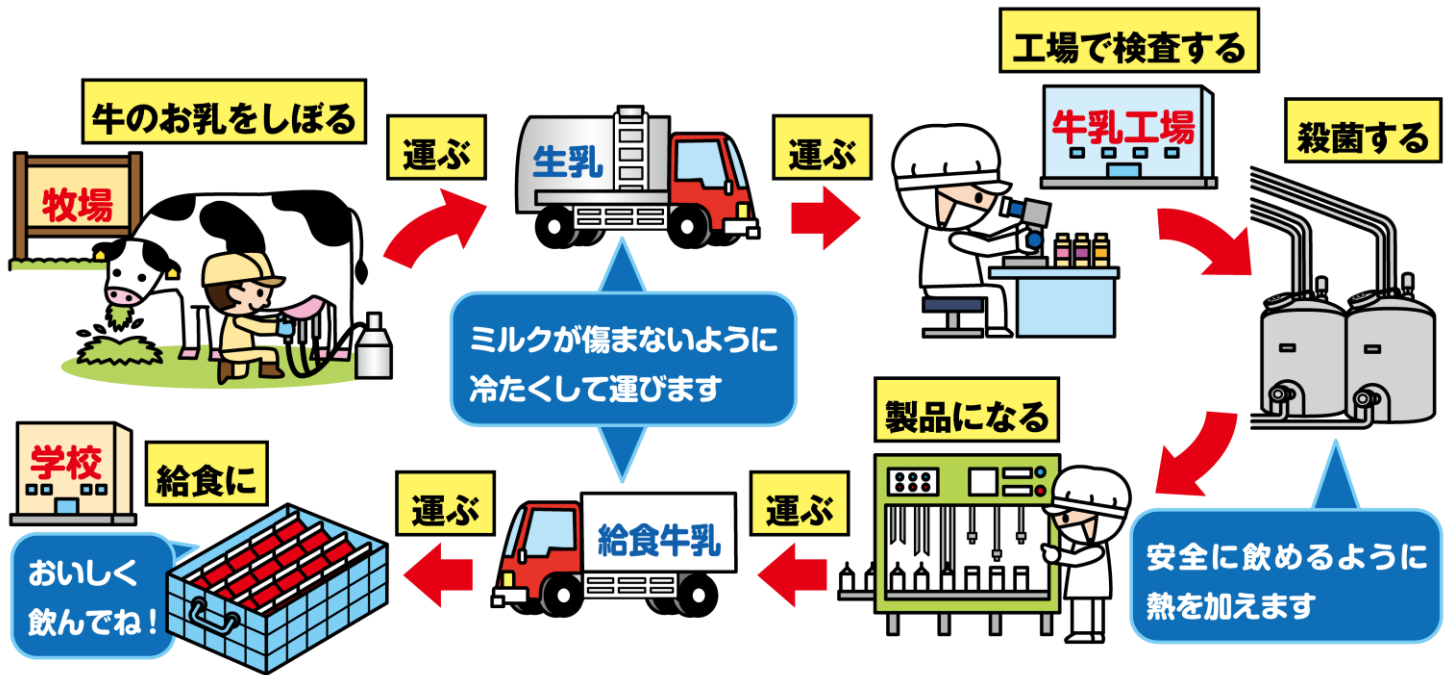 牛のお乳をしぼる
牧場
運ぶ
生乳
運ぶ
工場で検査する
牛乳工場
殺菌する
ミルクが傷まないように
冷たくして運びます
安全に飲めるように
熱を加えます
製品になる
運ぶ
給食牛乳
運ぶ
給食に
学校
おいしく
飲んでね!